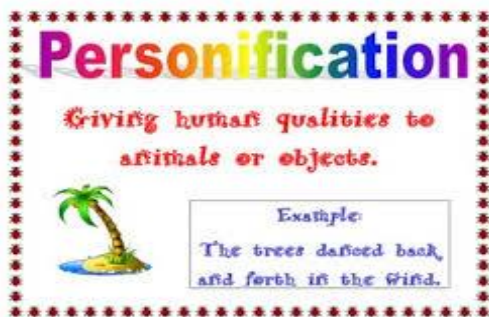 Personification
Giving human qualities to
animals or objects.
Example:
The trees danced back
and forth in the wind.